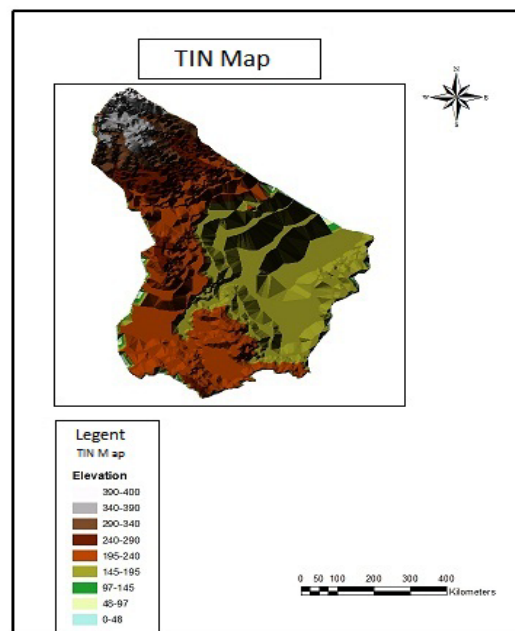 TIN Map
N
W E
S
Legent
TIN M ap
Elevation
390-400
340-390
290-340
240-290
195-240
145-195
97-145
48-97
0-48
0 50 100 200 300 400
Kilometers